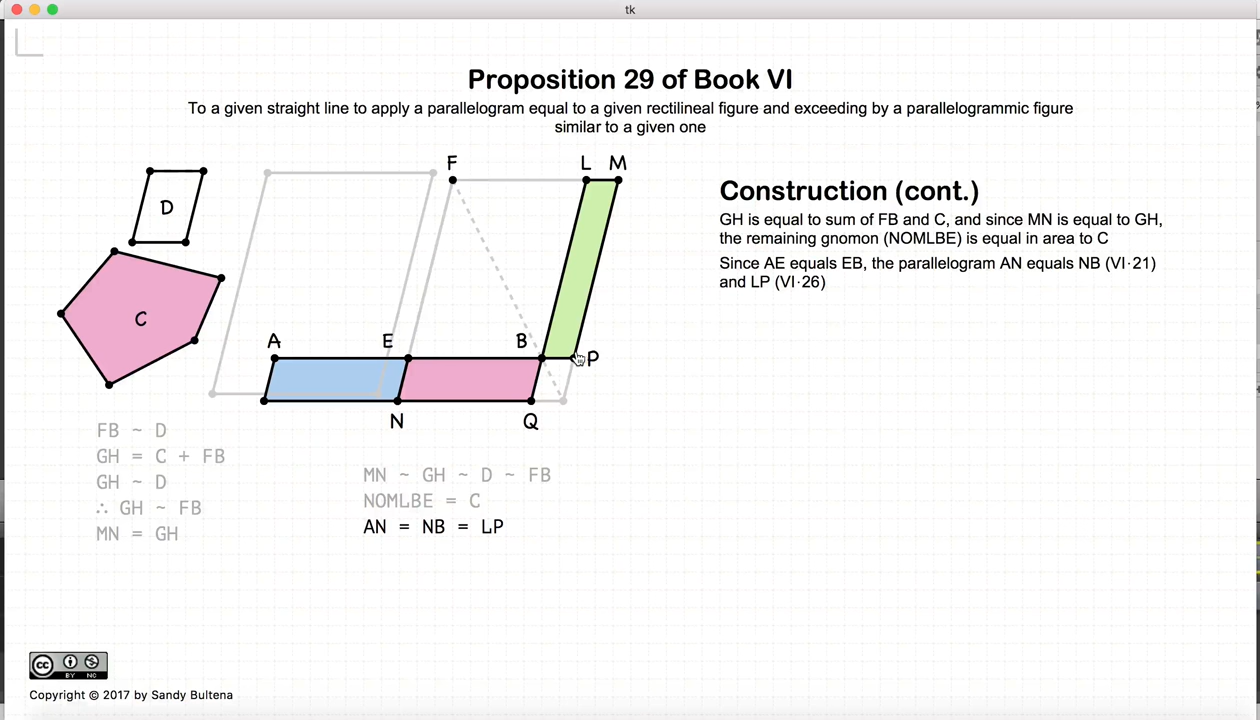 tk
Proposition 29 of Book VI
To a given straight line to apply a parallelogram equal to a given rectilineal figure and exceeding by a parallelogrammic figure
similar to a given one
F L M
D
Construction (cont.)
GH is equal to sum of FB and C, and since MN is equal to GH,
the remaining gnomon (NOMLBE) is equal in area to C
Since AE equals EB, the parallelogram AN equals NB (VI·21)
and LP (VI·26)
C
A E B
P
N Q
FB ~ D
GH = C + FB
GH ~ D
∴ GH ~ FB
MN = GH
MN ~ GH ~ D ~ FB
NOMLBE = C
AN = NB = LP
cc BY NC
Copyright © 2017 by Sandy Bultena